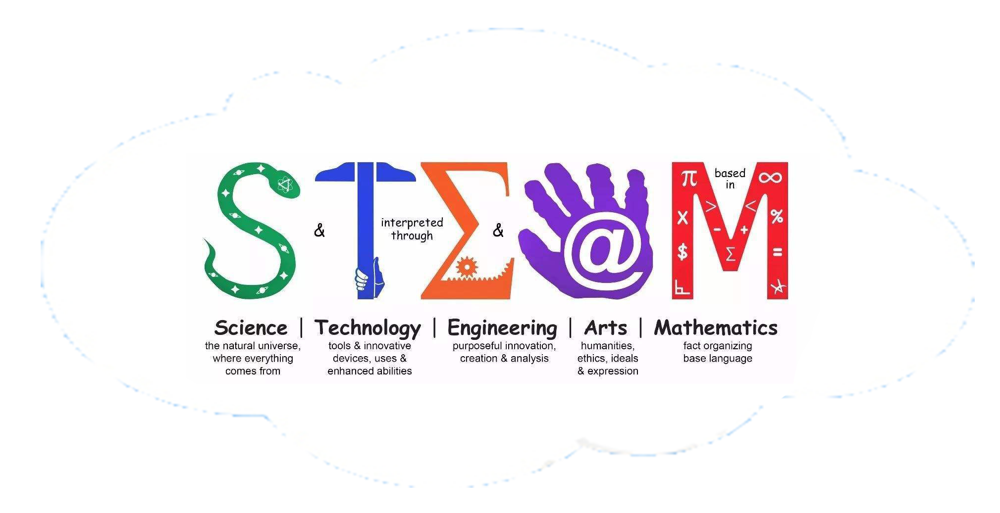 STE@M
&
interpreted
through
&
based
in
π
∞
>
<
x
%
-
+
$
Σ
=
Science | Technology | Engineering | Arts | Mathematics
the natural universe,
where everything
comes from
tools & innovative
devices, uses &
enhanced abilities
purposeful innovation,
creation & analysis
humanities,
ethics, ideals
& expression
fact organizing
base language